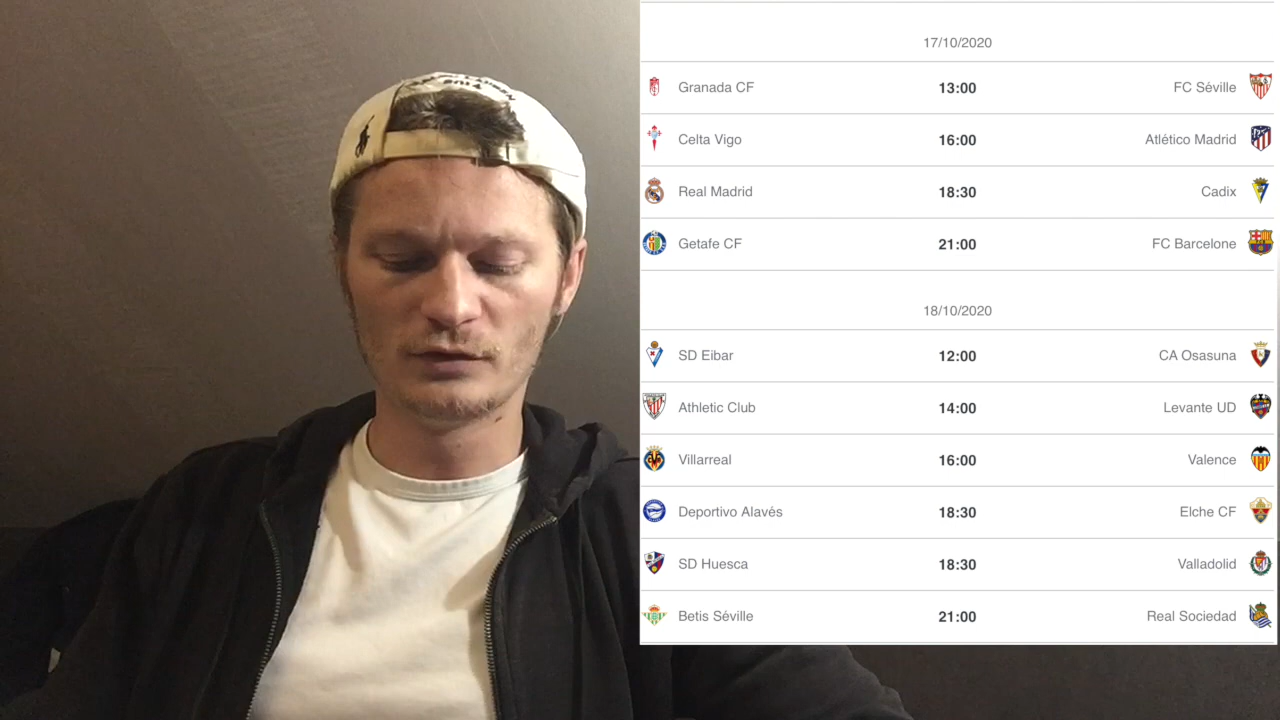 17/10/2020
Granada CF 13:00 FC Séville
Celta Vigo 16:00 Atlético Madrid
Real Madrid 18:30 Cadix
Getafe CF 21:00 FC Barcelone
18/10/2020
SD Eibar 12:00 CA Osasuna
Athletic Club 14:00 Levante UD
Villarreal 16:00 Valence
Deportivo Alavés 18:30 Elche CF
SD Huesca 18:30 Valladolid
Betis Séville 21:00 Real Sociedad